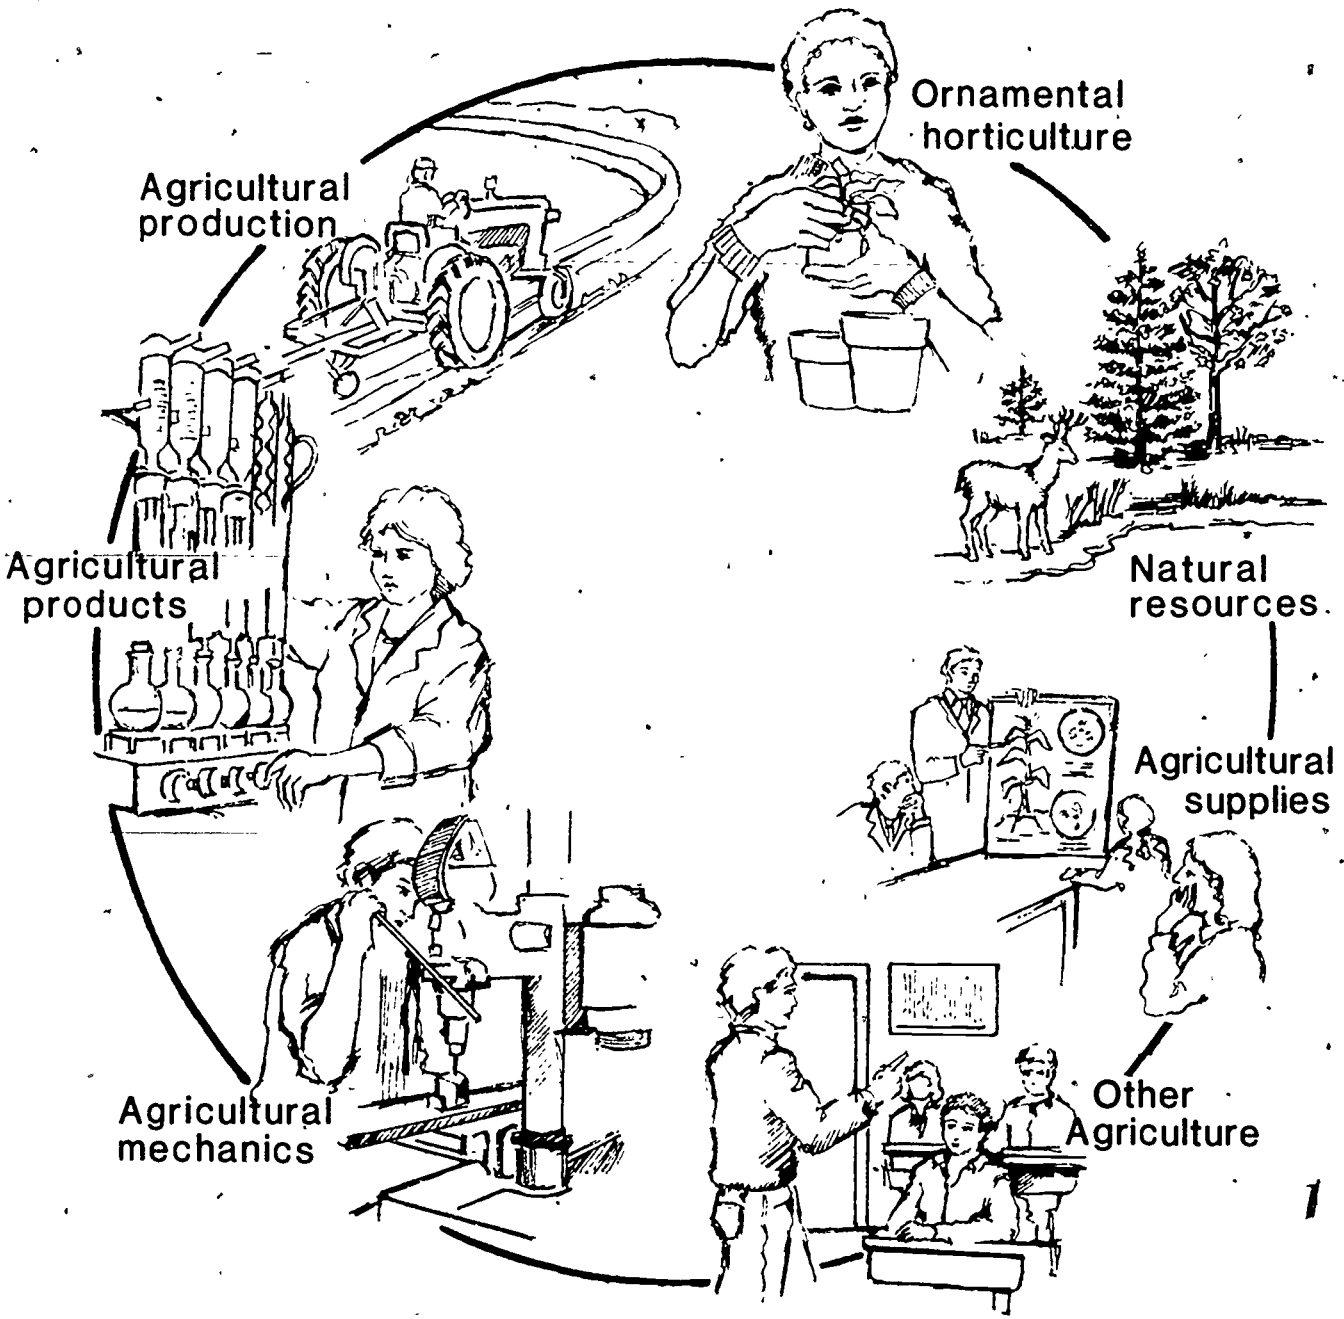 Ornamental
horticulture
Agricultural
production
Natural
resources
Agricultural
products
Agricultural
supplies
Other
Agriculture
Agricultural
mechanics
1